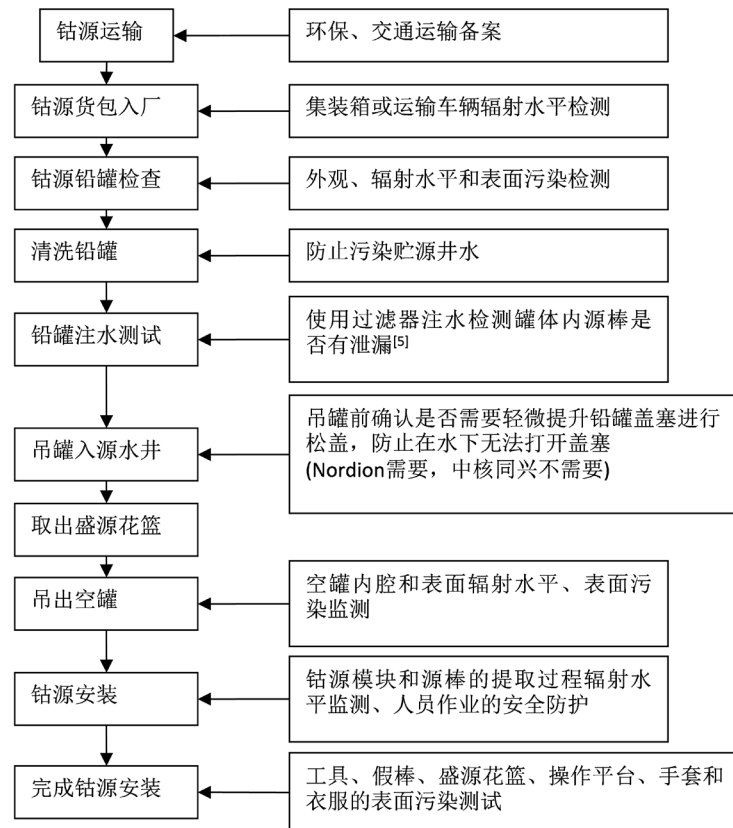 钴源运输
环保、交通运输备案
钴源货包入厂
集装箱或运输车辆辐射水平检测
钴源铅罐检查
外观、辐射水平和表面污染检测
清洗铅罐
防止污染贮源井水
铅罐注水测试
使用过滤器注水检测罐体内源棒是
否有泄漏[5]
吊罐入源水井
吊罐前确认是否需要轻微提升铅罐盖塞进行
松盖，防止在水下无法打开盖塞
(Nordion需要，中核同兴不需要)
取出盛源花篮
吊出空罐
空罐内腔和表面辐射水平、表面污
染监测
钴源安装
钴源模块和源棒的提取过程辐射水
平监测、人员作业的安全防护
完成钴源安装
工具、假棒、盛源花篮、操作平台、手套和
衣服的表面污染测试